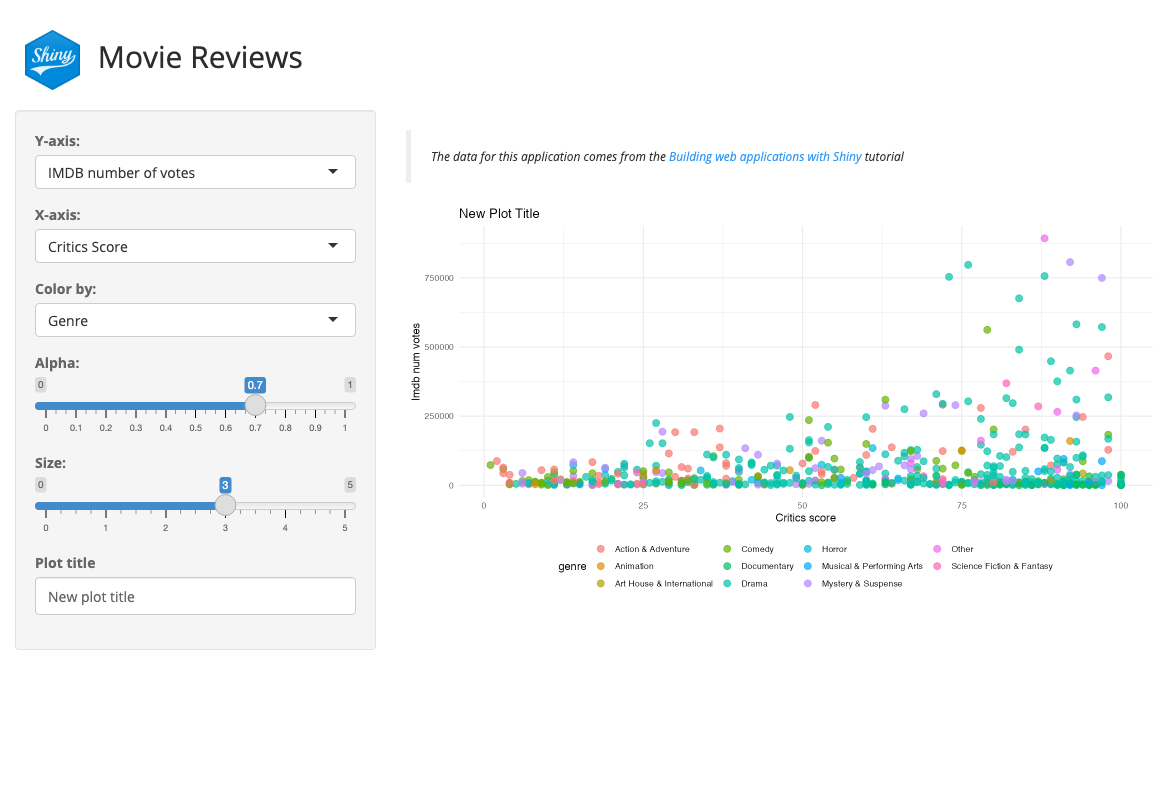 Shiny
Movie Reviews
Y-axis:
IMDB number of votes
X-axis:
Critics Score
Color by:
Genre
Alpha:
0 0.7 1
0 0.1 0.2 0.3 0.4 0.5 0.6 0.7 0.8 0.9 1
Size:
0 3 5
0 1 2 3 4 5
Plot title
New plot title
The data for this application comes from the Building web applications with Shiny tutorial
New Plot Title
Imdb num votes
750000
500000
250000
0
0 25 50 75 100
Critics score
genre
Action & Adventure Comedy Horror Other
Animation Documentary Musical & Performing Arts Science Fiction & Fantasy
Art House & International Drama Mystery & Suspense